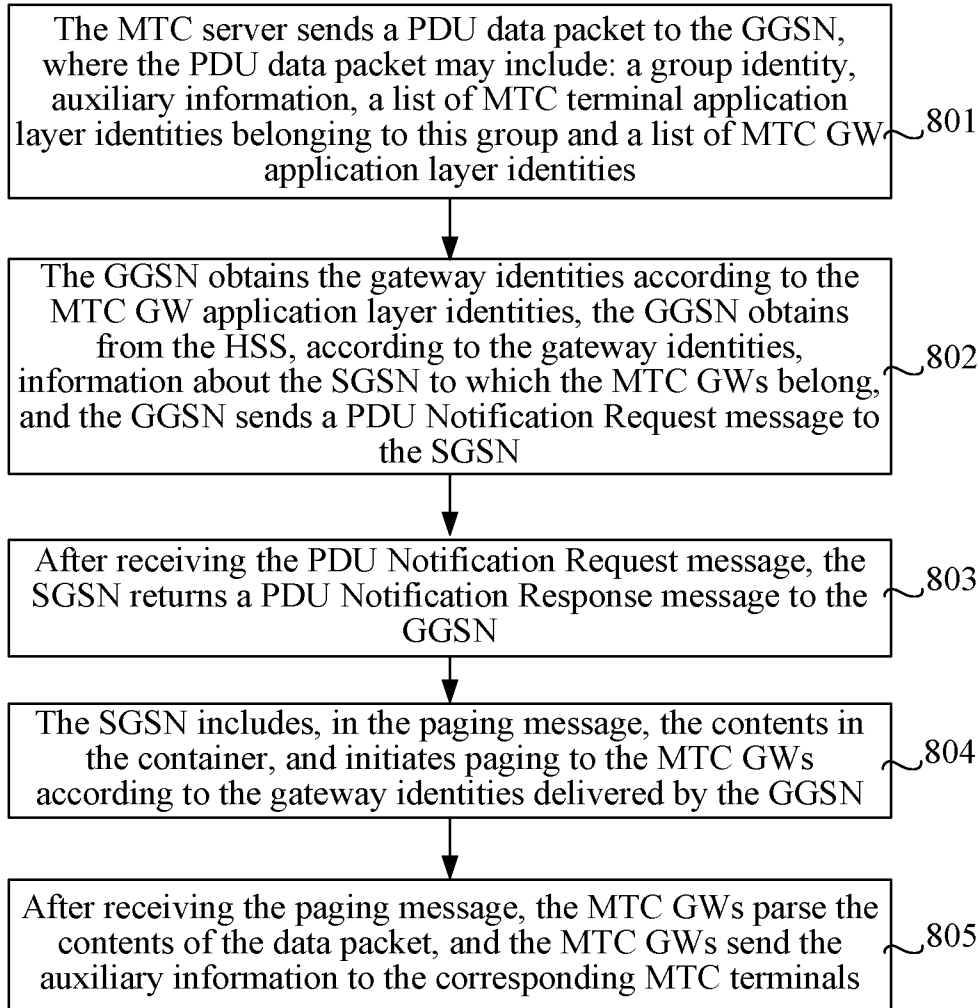 The MTC server sends a PDU data packet to the GGSN,
where the PDU data packet may include: a group identity,
auxiliary information, a list of MTC terminal application
layer identities belonging to this group and a list of MTC GW
application layer identities
801
The GGSN obtains the gateway identities according to the
MTC GW application layer identities, the GGSN obtains
from the HSS, according to the gateway identities,
information about the SGSN to which the MTC GWs belong,
and the GGSN sends a PDU Notification Request message to
the SGSN
802
After receiving the PDU Notification Request message, the
SGSN returns a PDU Notification Response message to the
GGSN
803
The SGSN includes, in the paging message, the contents in
the container, and initiates paging to the MTC GWs
according to the gateway identities delivered by the GGSN
804
After receiving the paging message, the MTC GWs parse the
contents of the data packet, and the MTC GWs send the
auxiliary information to the corresponding MTC terminals
805